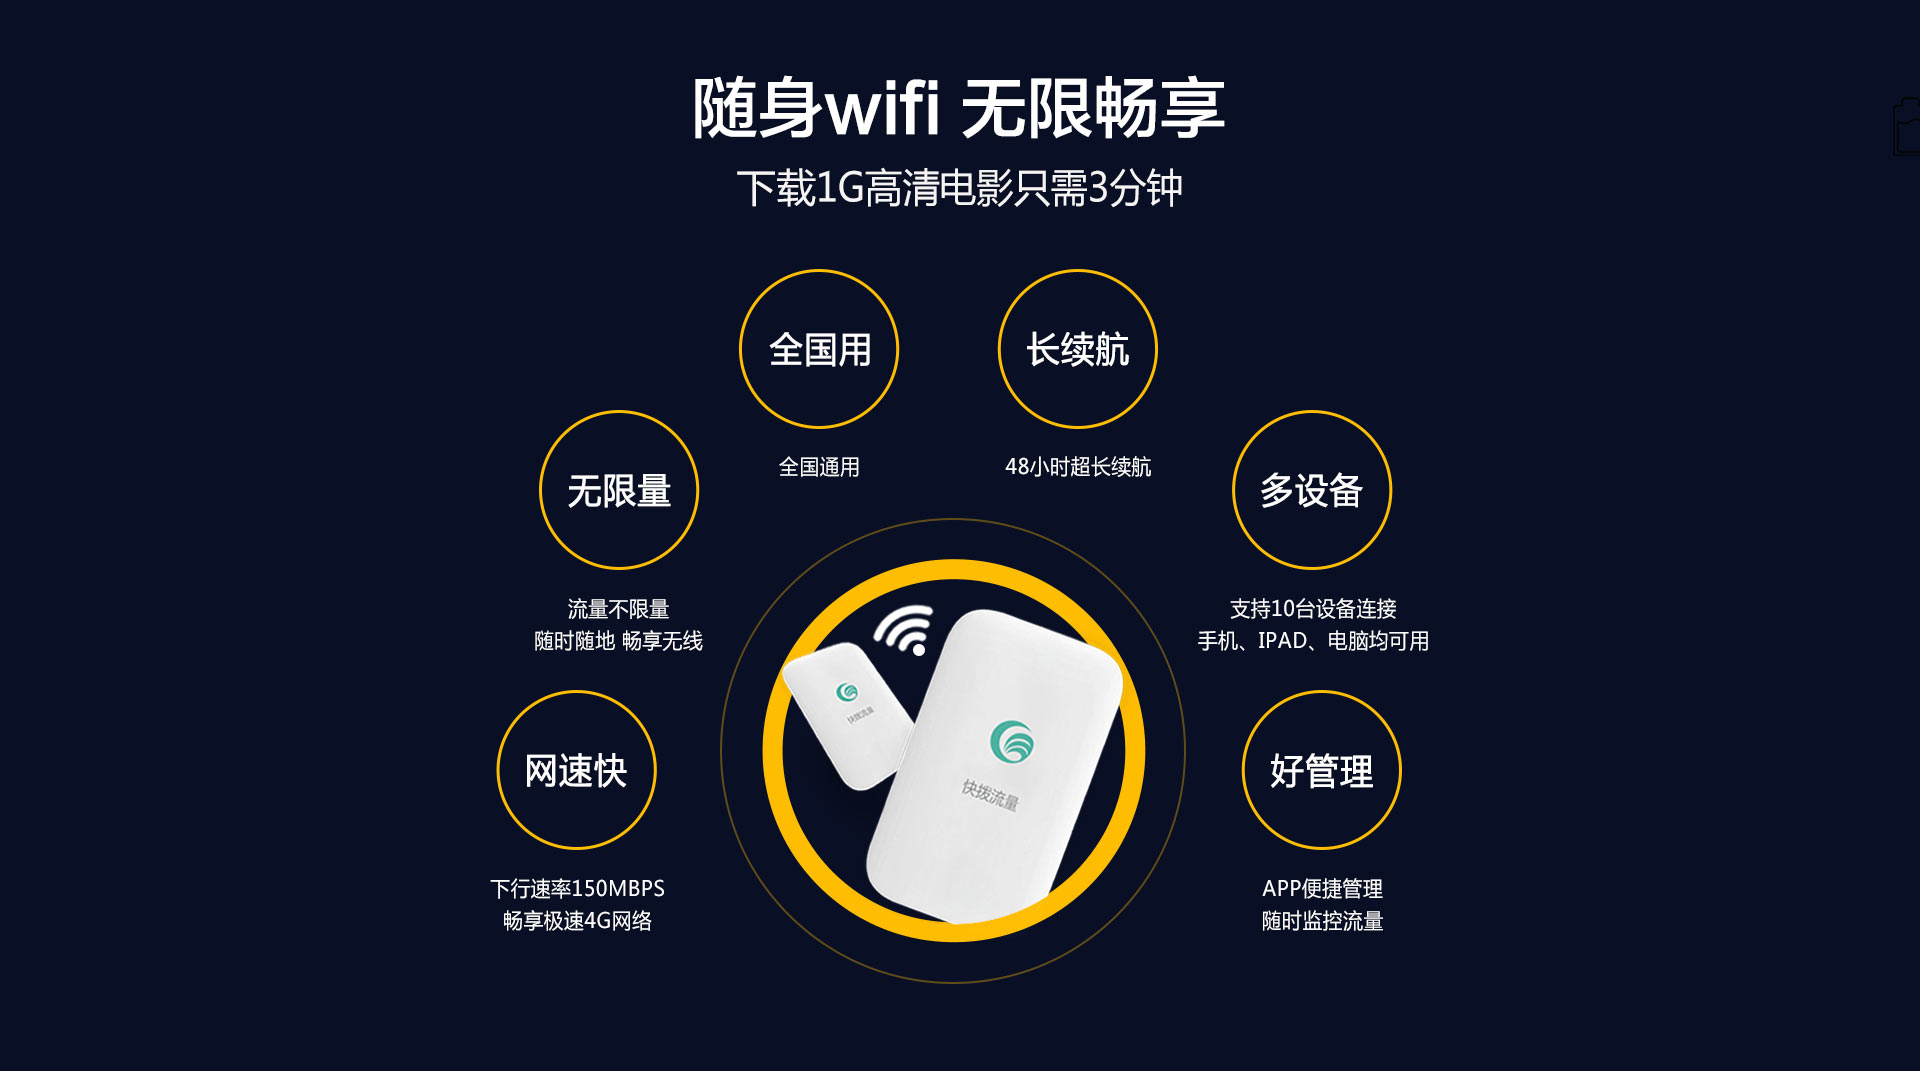 随身wifi 无限畅享
下载1G高清电影只需3分钟
全国用
全国通用
长续航
48小时超长续航
无限量
流量不限量
随时随地 畅享无线
多设备
支持10台设备连接
手机、IPAD、电脑均可用
网速快
下行速率150MBPS
畅享极速4G网络
好管理
APP便捷管理
随时监控流量
快拨流量
快拨流量